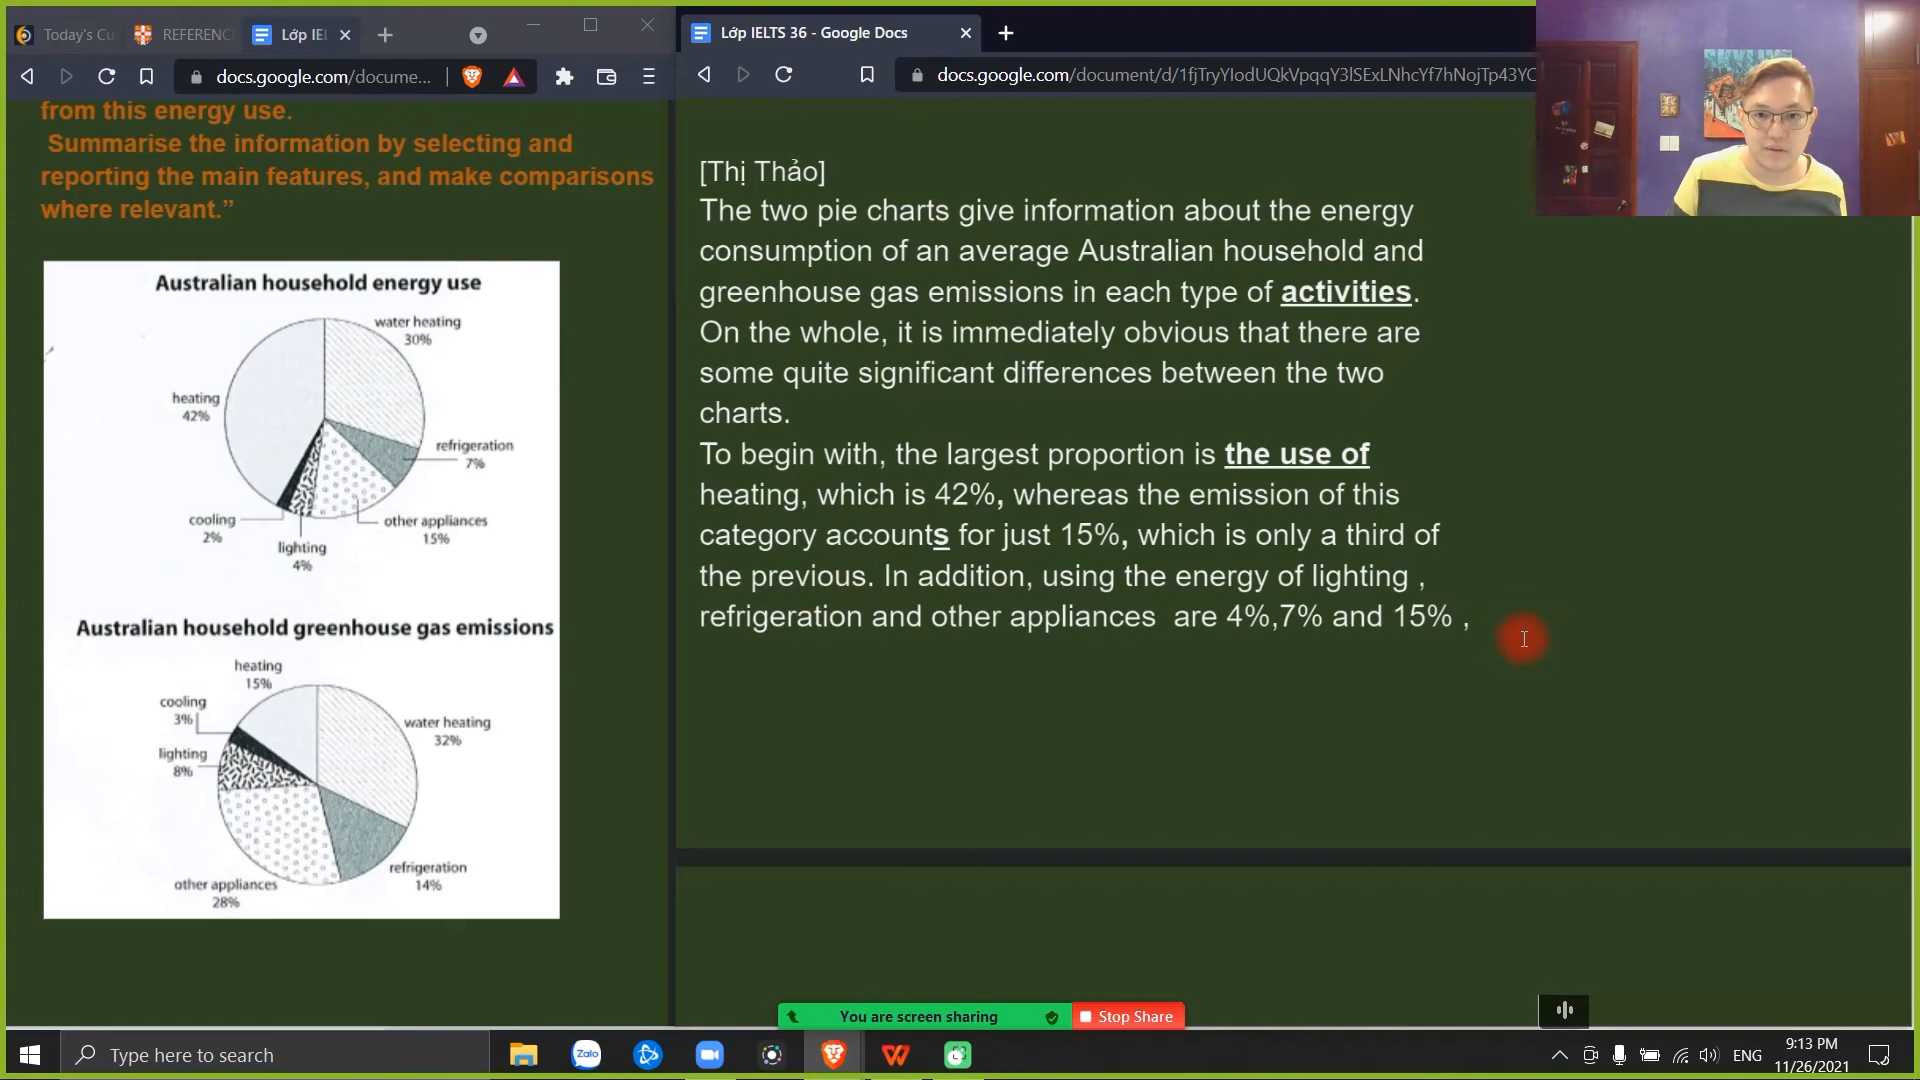 Today's Cu
REFERENC
Lớp IEL
Lớp IELTS 36 - Google Docs
docs.google.com/docume...
docs.google.com/document/d/1fjTryYIodUQkVpqqY3lSExLNhcYf7hNojTp43YC
from this energy use.
Summarise the information by selecting and
reporting the main features, and make comparisons
where relevant.”
Australian household energy use
water heating
30%
heating
42%
refrigeration
7%
cooling
2%
other appliances
15%
lighting
4%
Australian household greenhouse gas emissions
heating
15%
cooling
3%
water heating
32%
lighting
8%
refrigeration
14%
other appliances
28%
[Thị Thảo]
The two pie charts give information about the energy
consumption of an average Australian household and
greenhouse gas emissions in each type of activities.
On the whole, it is immediately obvious that there are
some quite significant differences between the two
charts.
To begin with, the largest proportion is the use of
heating, which is 42%, whereas the emission of this
category accounts for just 15%, which is only a third of
the previous. In addition, using the energy of lighting ,
refrigeration and other appliances  are 4%,7% and 15% ,
You are screen sharing
Stop Share
Type here to search
Zalo
ENG
9:13 PM
11/26/2021